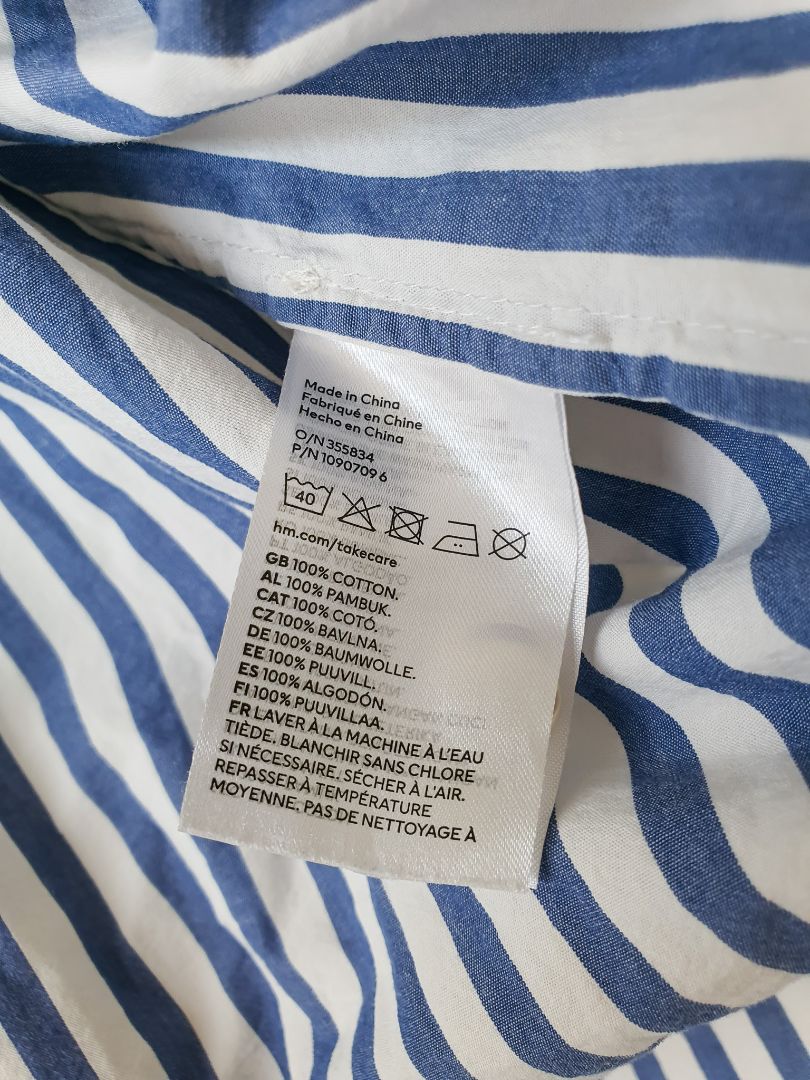 Made in China
Fabriqué en Chine
Hecho en China
O/N 355834
P/N 1090709 6
40
hm.com/takecare
GB 100% COTTON.
AL 100% PAMBUK.
CAT 100% COTÓ.
CZ 100% BAVLNA.
DE 100% BAUMWOLLE.
EE 100% PUUVILL.
ES 100% ALGODÓN.
FI 100% PUUVILLAA.
FR LAVER À LA MACHINE À L'EAU
TIÈDE. BLANCHIR SANS CHLORE
SI NÉCESSAIRE. SÉCHER À L'AIR.
REPASSER À TEMPÉRATURE
MOYENNE. PAS DE NETTOYAGE À